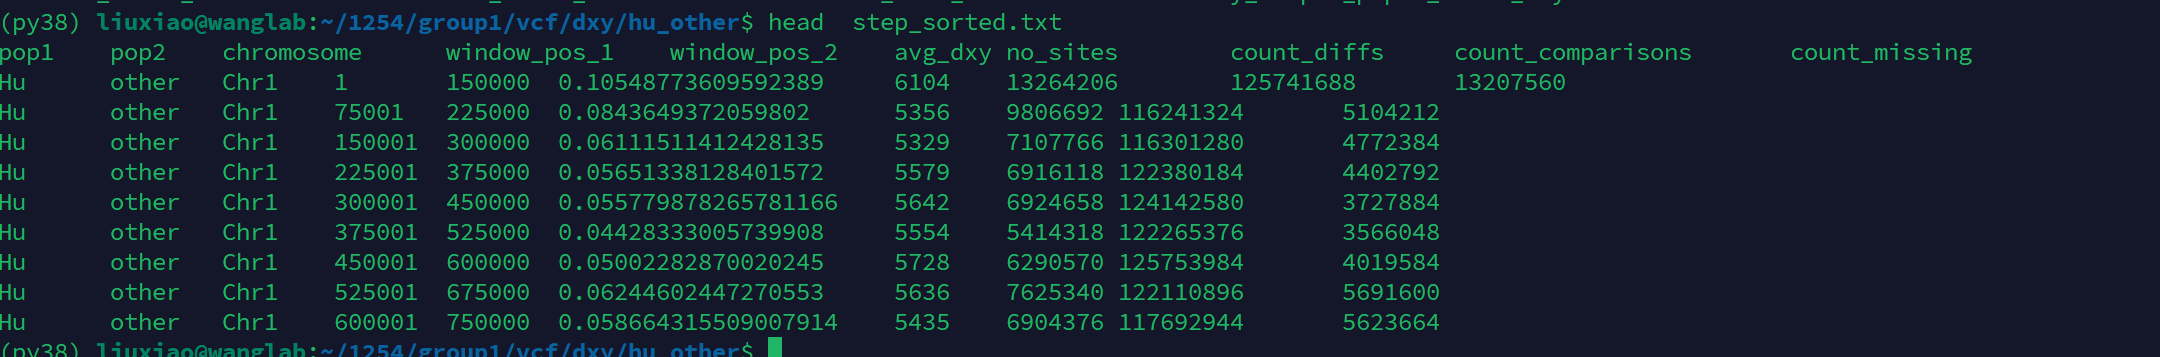 (py38) liuxiao@wanglab:~/1254/group1/vcf/dxy/hu_other$ head  step_sorted.txt
pop1 pop2 chromosome window_pos_1 window_pos_2 avg_dxy no_sites count_diffs count_comparisons count_missing
Hu other Chr1 1 150000 0.10548773609592389 6104 13264206 125741688 13207560
Hu other Chr1 75001 225000 0.0843649372059802 5356 9806692 116241324 5104212
Hu other Chr1 150001 300000 0.06111511412428135 5329 7107766 116301280 4772384
Hu other Chr1 225001 375000 0.05651338128401572 5579 6916118 122380184 4402792
Hu other Chr1 300001 450000 0.055779878265781166 5642 6924658 124142580 3727884
Hu other Chr1 375001 525000 0.04428333005739908 5554 5414318 122265376 3566048
Hu other Chr1 450001 600000 0.05002282870020245 5728 6290570 125753984 4019584
Hu other Chr1 525001 675000 0.06244602447270553 5636 7625340 122110896 5691600
Hu other Chr1 600001 750000 0.058664315509007914 5435 6904376 117692944 5623664
(py38) liuxiao@wanglab:~/1254/group1/vcf/dxy/hu_other$